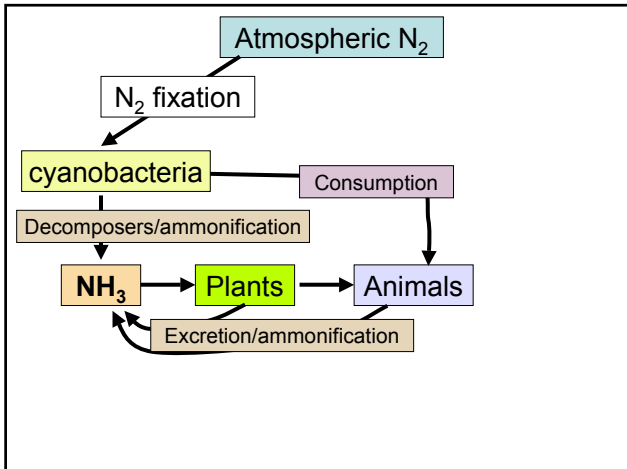 Atmospheric N₂
N₂ fixation
cyanobacteria
Consumption
Decomposers/ammonification
NH₃
Plants
Animals
Excretion/ammonification